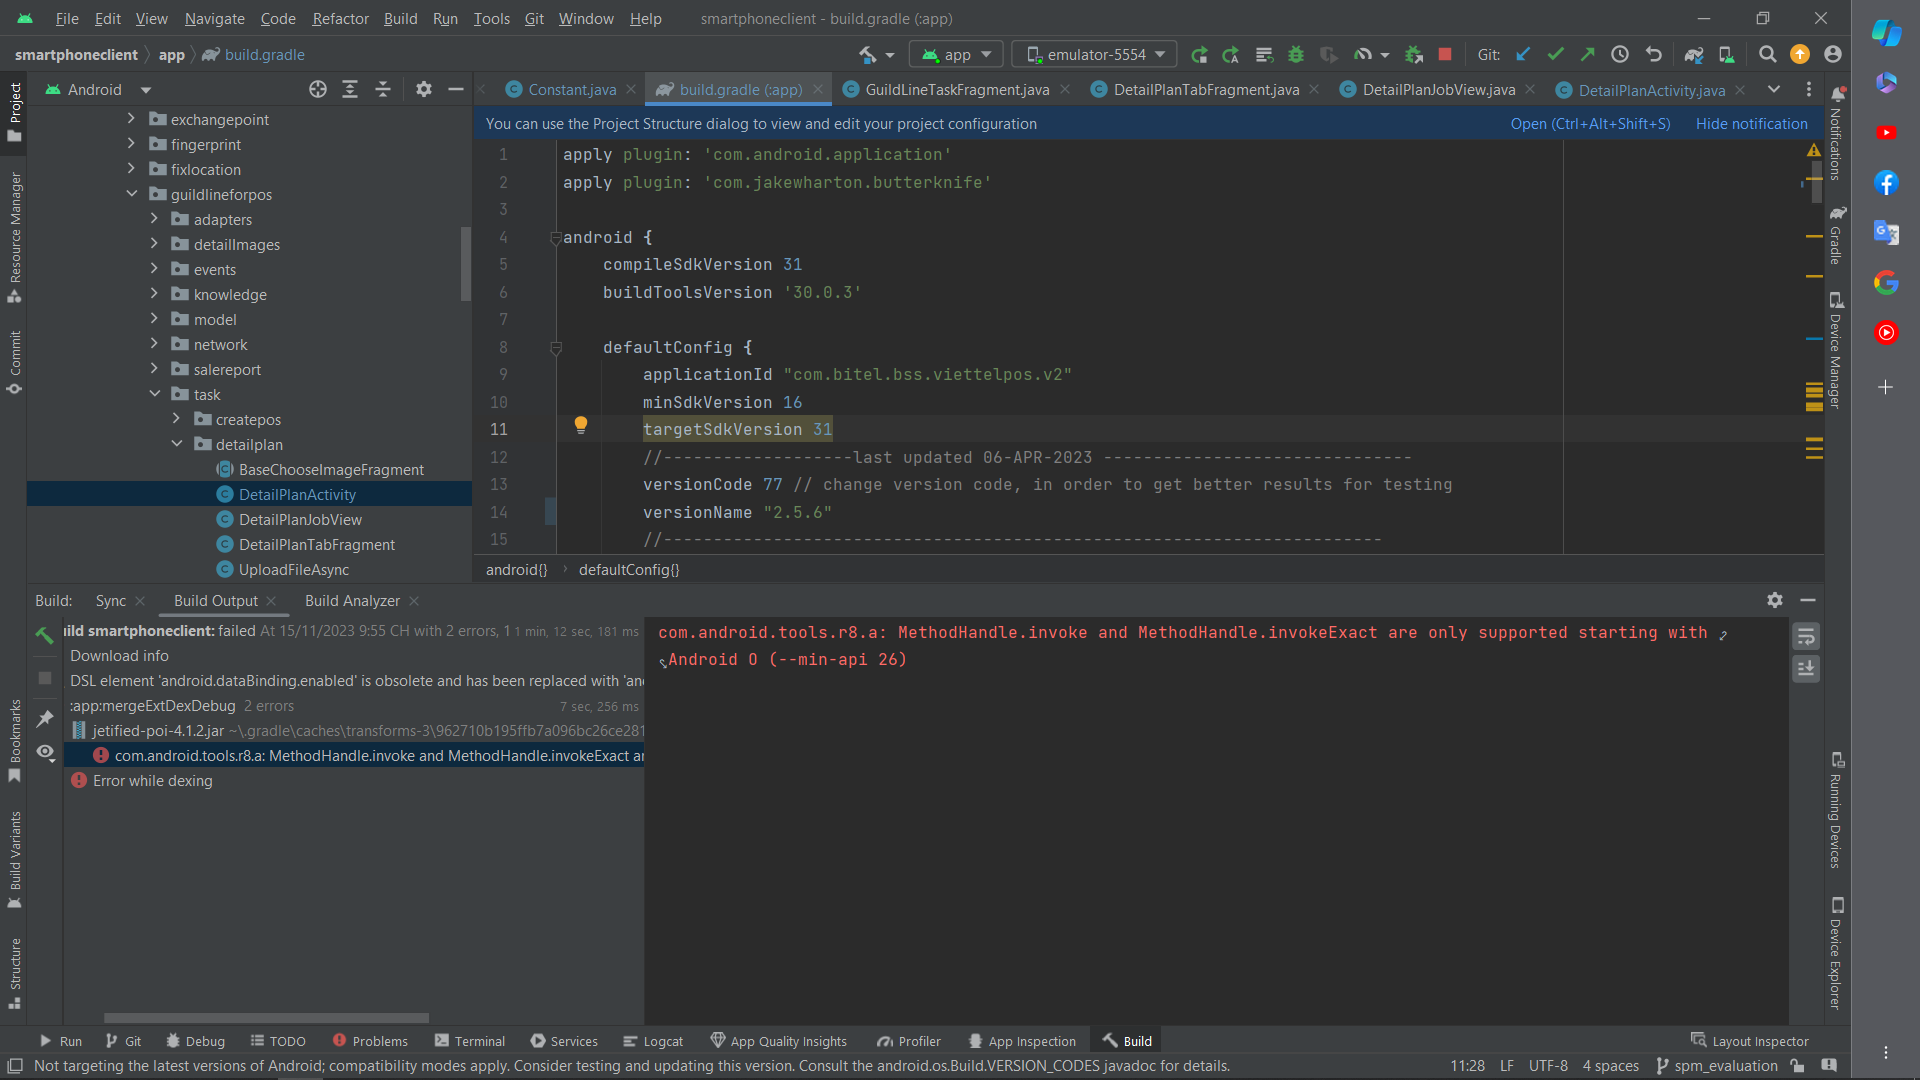 File Edit View Navigate Code Refactor Build Run Tools Git Window Help smartphoneclient - build.gradle (:app)
smartphoneclient app build.gradle app emulator-5554 Git:
Android
Constant.java build.gradle (:app) GuildLineTaskFragment.java DetailPlanTabFragment.java DetailPlanJobView.java DetailPlanActivity.java
You can use the Project Structure dialog to view and edit your project configuration Open (Ctrl+Alt+Shift+S) Hide notification
Project
Resource Manager
Commit
Bookmarks
Build Variants
Structure
exchangepoint
fingerprint
fixlocation
guildlineforpos
adapters
detailImages
events
knowledge
model
network
salereport
task
createpos
detailplan
BaseChooseImageFragment
DetailPlanActivity
DetailPlanJobView
DetailPlanTabFragment
UploadFileAsync
1 apply plugin: 'com.android.application'
2 apply plugin: 'com.jakewharton.butterknife'
3
4 android {
5 compileSdkVersion 31
6 buildToolsVersion '30.0.3'
7
8 defaultConfig {
9 applicationId "com.bitel.bss.viettelpos.v2"
10 minSdkVersion 16
11 targetSdkVersion 31
12 //-------------------last updated 06-APR-2023 -------------------------------
13 versionCode 77 // change version code, in order to get better results for testing
14 versionName "2.5.6"
15 //------------------------------------------------------------------------
android{} defaultConfig{}
Notifications
Gradle
Device Manager
Running Devices
Device Explorer
Build: Sync Build Output Build Analyzer
ild smartphoneclient: failed At 15/11/2023 9:55 CH with 2 errors, 1 1 min, 12 sec, 181 ms
Download info
DSL element 'android.dataBinding.enabled' is obsolete and has been replaced with 'an
:app:mergeExtDexDebug 2 errors 7 sec, 256 ms
jetified-poi-4.1.2.jar ~\.gradle\caches\transforms-3\962710b195ffb7a096bc26ce281
com.android.tools.r8.a: MethodHandle.invoke and MethodHandle.invokeExact a
Error while dexing
com.android.tools.r8.a: MethodHandle.invoke and MethodHandle.invokeExact are only supported starting with
Android O (--min-api 26)
Run Git Debug TODO Problems Terminal Services Logcat App Quality Insights Profiler App Inspection Build Layout Inspector
Not targeting the latest versions of Android; compatibility modes apply. Consider testing and updating this version. Consult the android.os.Build.VERSION_CODES javadoc for details. 11:28 LF UTF-8 4 spaces spm_evaluation